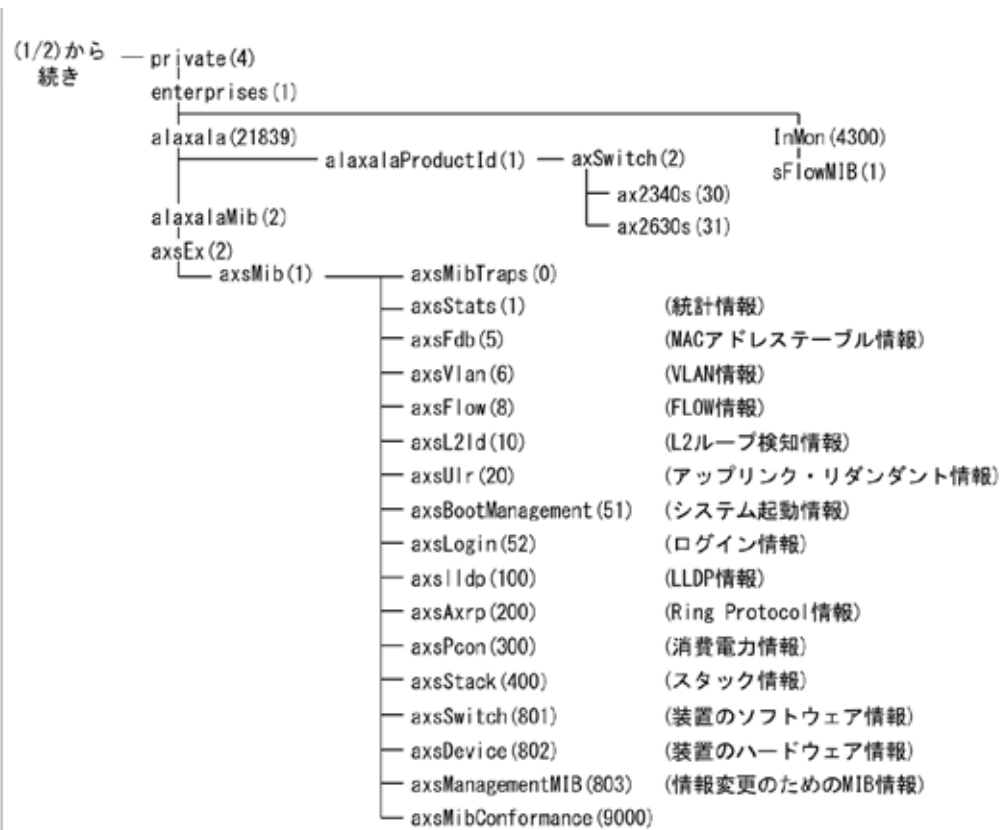 (1/2)から private(4)
続き
enterprises(1)
alaxala(21839) InMon(4300)
alaxalaProductId(1) axSwitch(2) sFlowMIB(1)
ax2340s(30)
alaxalaMib(2) ax2630s(31)
axsEx(2)
axsMib(1) axsMibTraps(0)
axsStats(1) (統計情報)
axsFdb(5) (MACアドレステーブル情報)
axsVlan(6) (VLAN情報)
axsFlow(8) (FLOW情報)
axsL2ld(10) (L2ループ検知情報)
axsUlr(20) (アップリンク・リダンダント情報)
axsBootManagement(51) (システム起動情報)
axsLogin(52) (ログイン情報)
axslldp(100) (LLDP情報)
axsAxrp(200) (Ring Protocol情報)
axsPcon(300) (消費電力情報)
axsStack(400) (スタック情報)
axsSwitch(801) (装置のソフトウェア情報)
axsDevice(802) (装置のハードウェア情報)
axsManagementMIB(803) (情報変更のためのMIB情報)
axsMibConformance(9000)